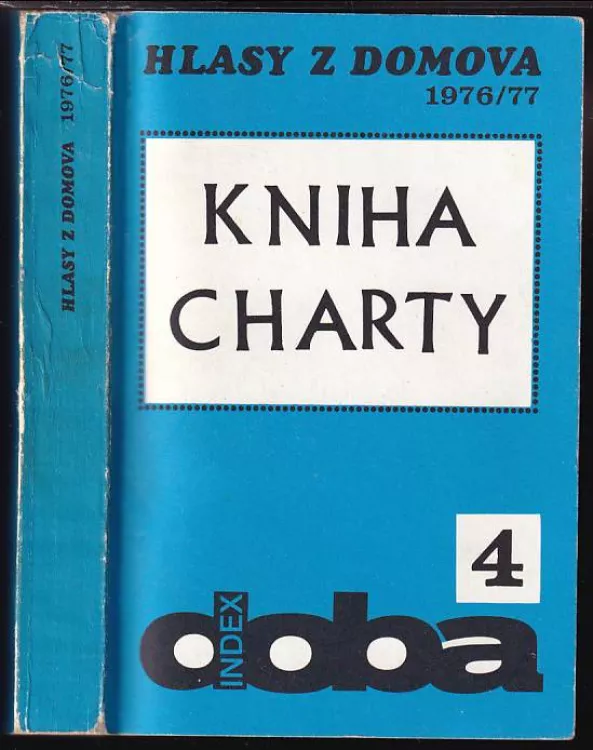 HLASY Z DOMOVA 1976/77
HLASY Z DOMOVA
1976/77
KNIHA
CHARTY
4
INDEX
doba